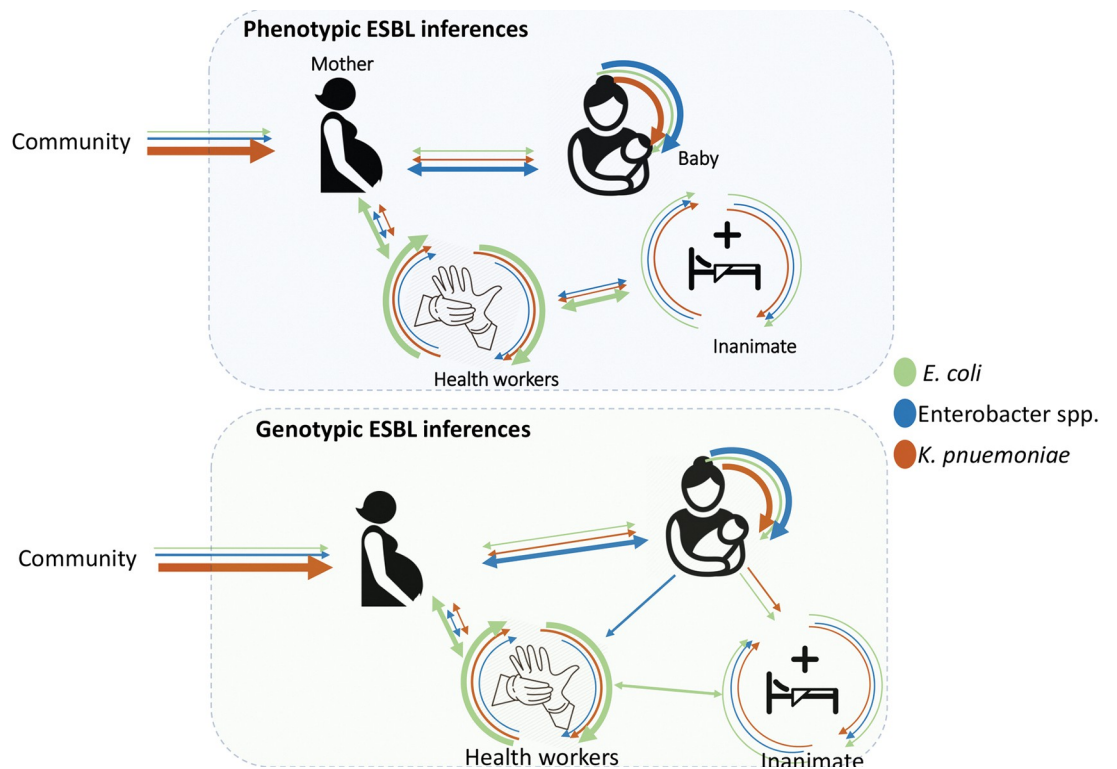 Phenotypic ESBL inferences
Mother
Community
Baby
Inanimate
Health workers
E. coli
Enterobacter spp.
K. pnuemoniae
Genotypic ESBL inferences
Community
Health workers
Inanimate